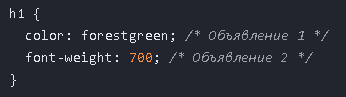 h1 {
  color: forestgreen; /* Объявление 1 */
  font-weight: 700; /* Объявление 2 */
}